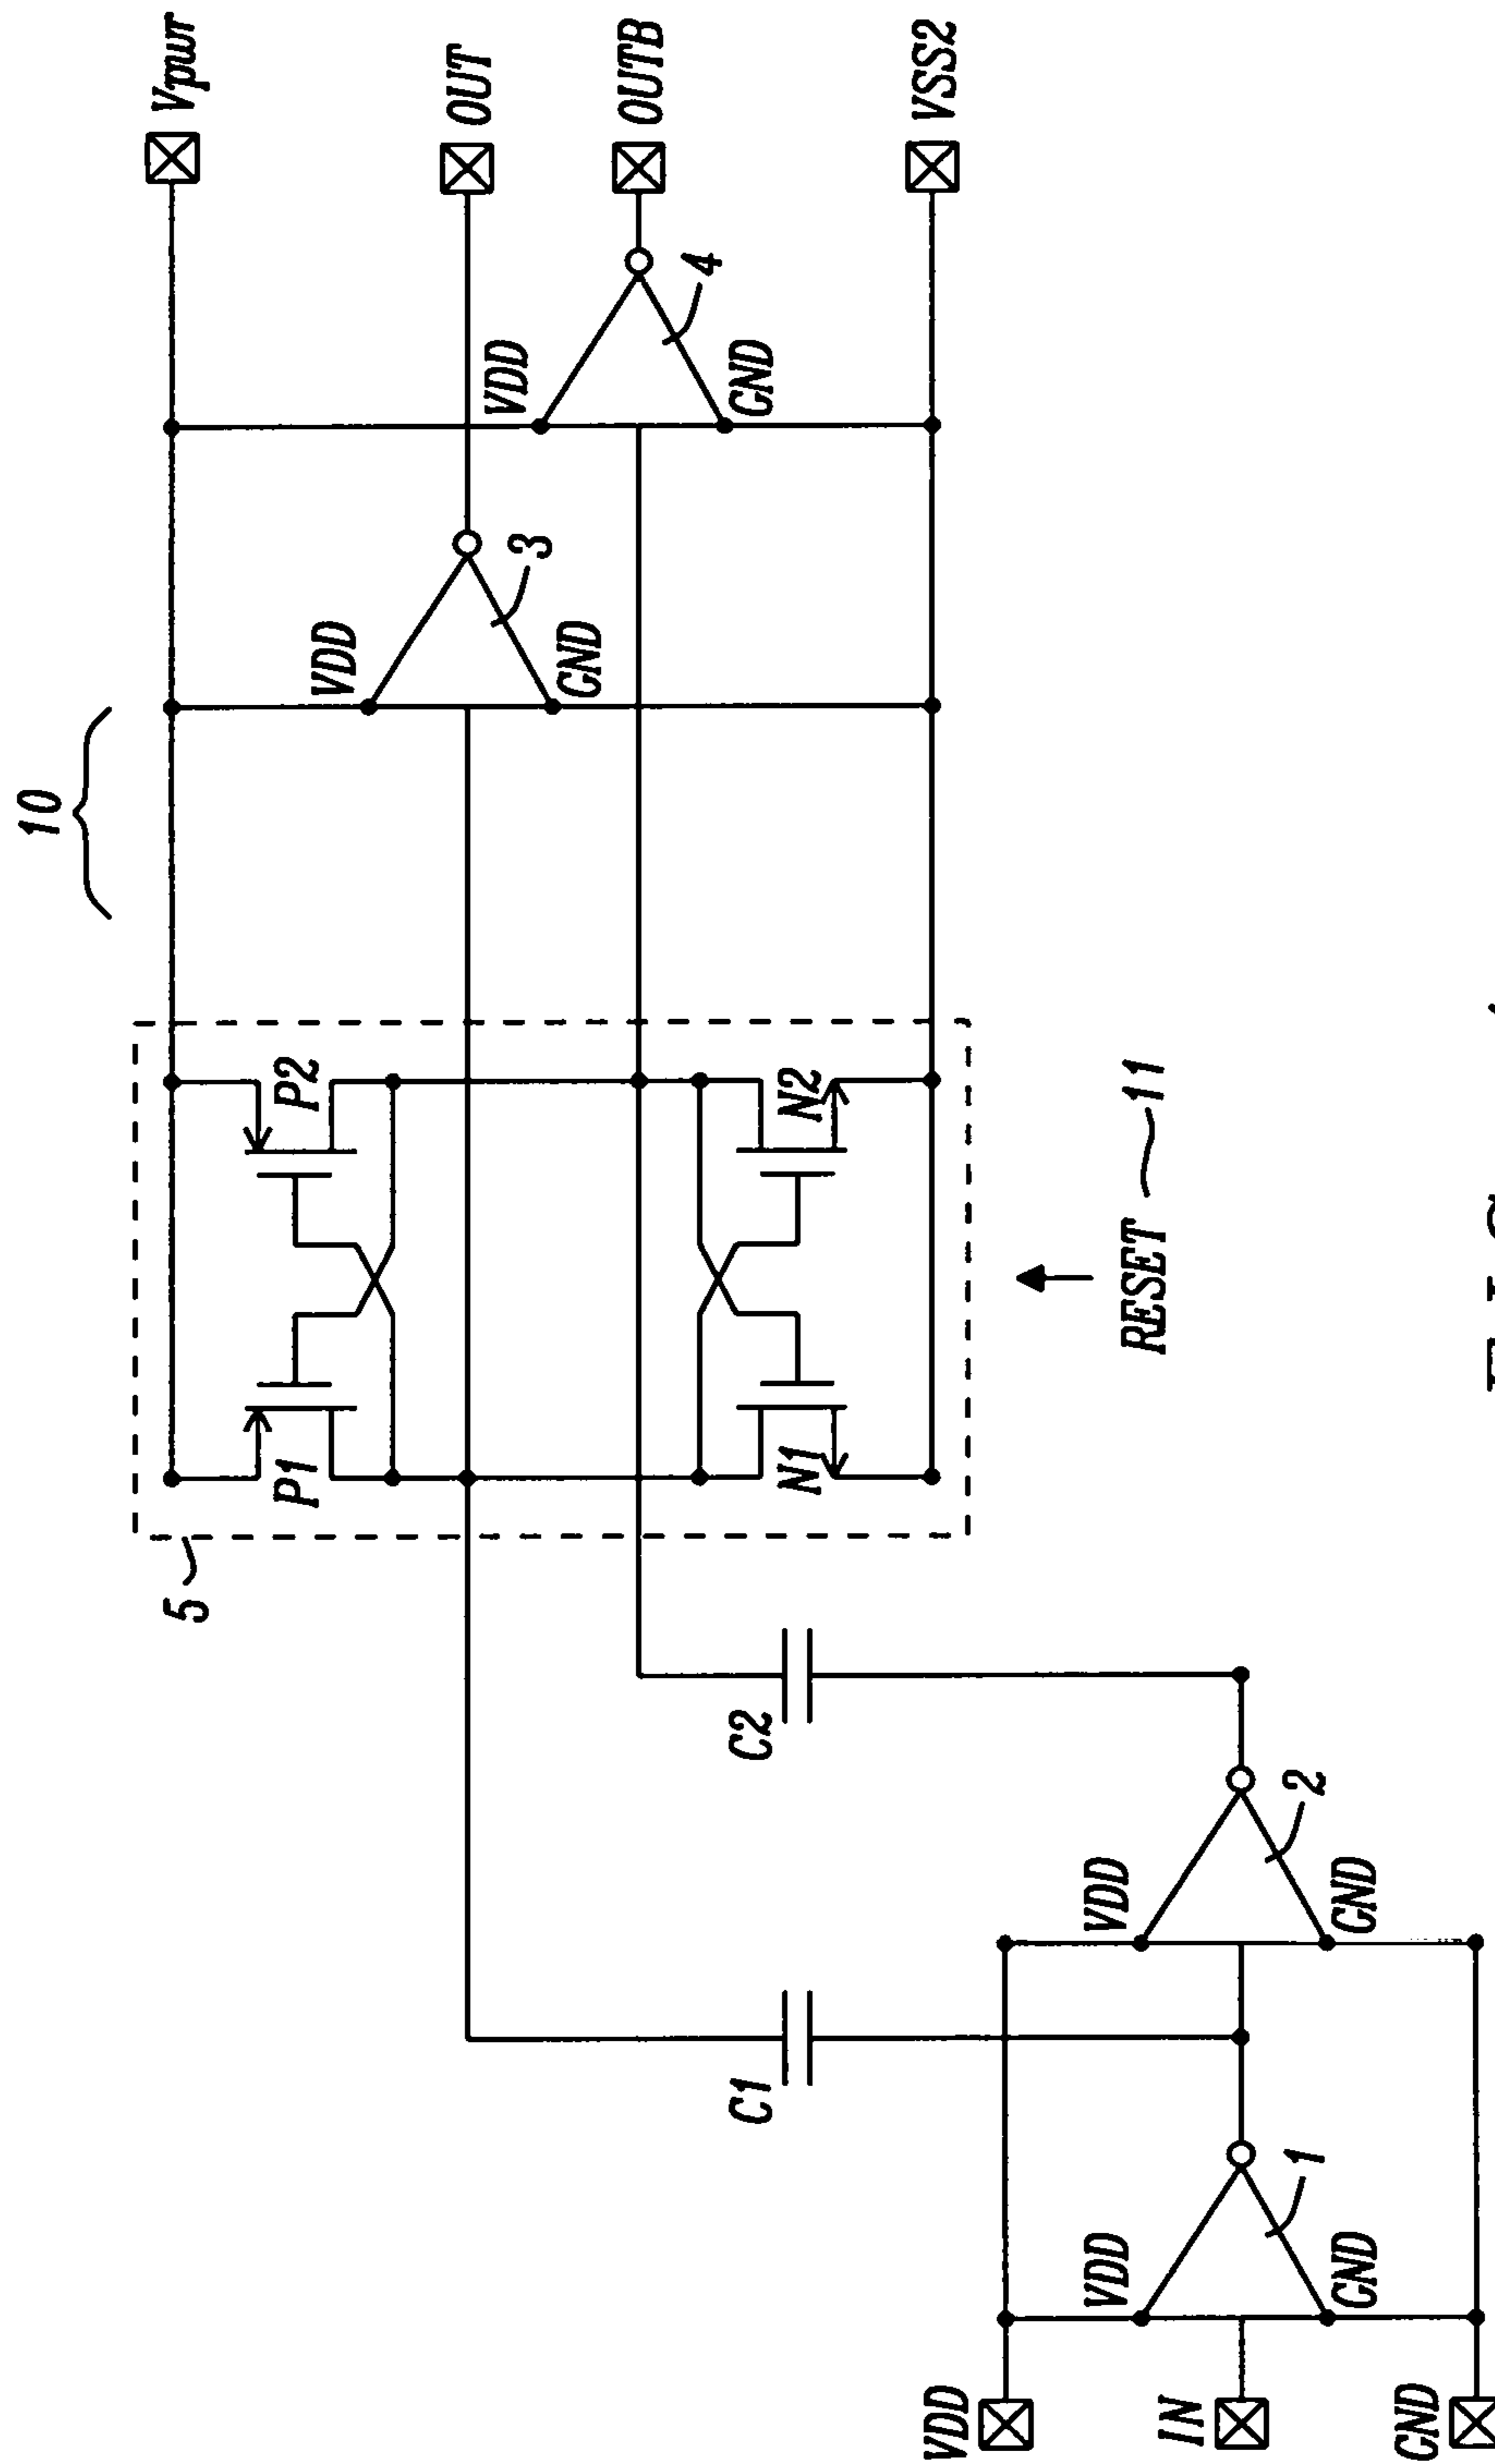 10
Vpwr
5
P1
P2
VDD
3
GND
OUT
VDD
4
GND
OUTB
N1
N2
VSS2
C1
C2
RESET
11
VDD
VDD
1
GND
VDD
2
GND
IN
GND